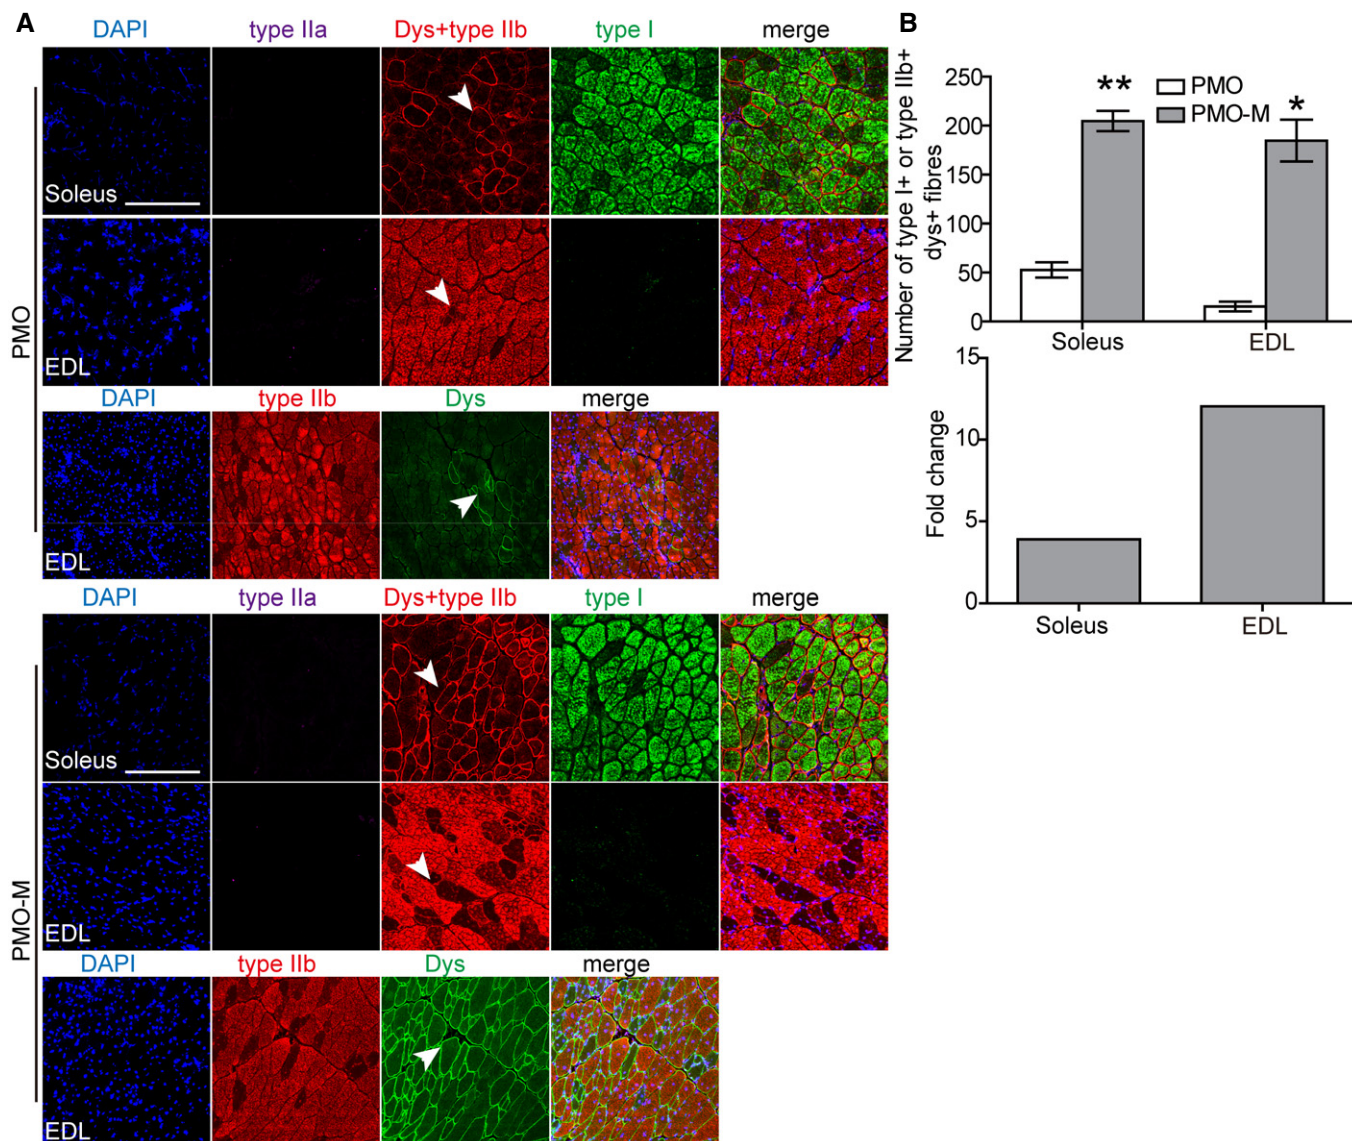 A
DAPI type IIa Dys+type IIb type I merge
PMO
Soleus
EDL
DAPI type IIb Dys merge
EDL
DAPI type IIa Dys+type IIb type I merge
PMO-M
Soleus
EDL
DAPI type IIb Dys merge
EDL
B
Number of type I+ or type IIb+
dys+ fibres
250
200
150
100
50
0
** *
PMO
PMO-M
Soleus EDL
Fold change
15
10
5
0
Soleus EDL